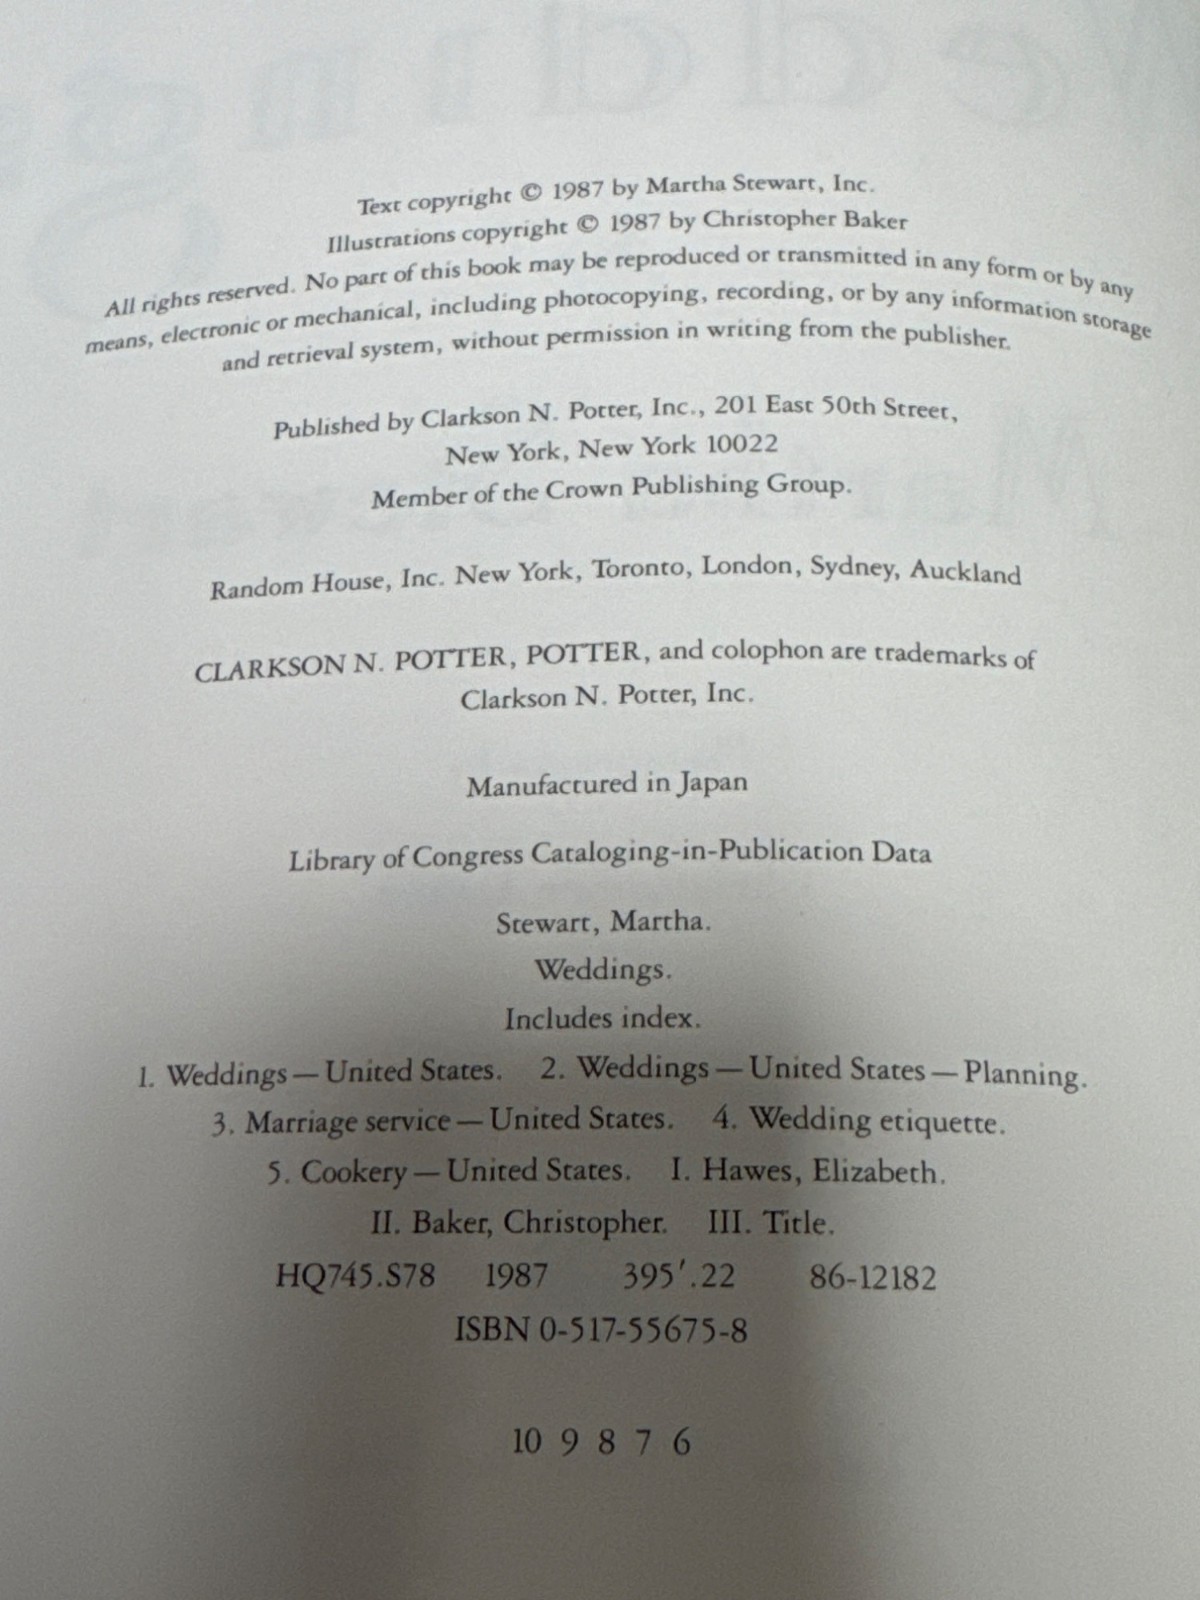 Text copyright © 1987 by Martha Stewart, Inc.
Illustrations copyright © 1987 by Christopher Baker
All rights reserved. No part of this book may be reproduced or transmitted in any form or by any
means, electronic or mechanical, including photocopying, recording, or by any information storage
and retrieval system, without permission in writing from the publisher.
Published by Clarkson N. Potter, Inc., 201 East 50th Street,
New York, New York 10022
Member of the Crown Publishing Group.
Random House, Inc. New York, Toronto, London, Sydney, Auckland
CLARKSON N. POTTER, POTTER, and colophon are trademarks of
Clarkson N. Potter, Inc.
Manufactured in Japan
Library of Congress Cataloging-in-Publication Data
Stewart, Martha.
Weddings.
Includes index.
1. Weddings — United States. 2. Weddings — United States — Planning.
3. Marriage service — United States. 4. Wedding etiquette.
5. Cookery — United States. I. Hawes, Elizabeth.
II. Baker, Christopher. III. Title.
HQ745.S78 1987 395′.22 86-12182
ISBN 0-517-55675-8
10 9 8 7 6